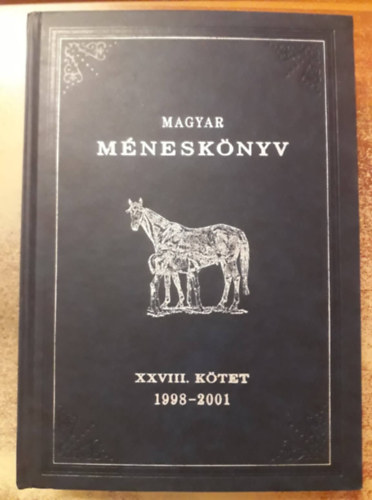 MAGYAR
MÉNESKÖNYV
XXVIII. KÖTET
1998-2001